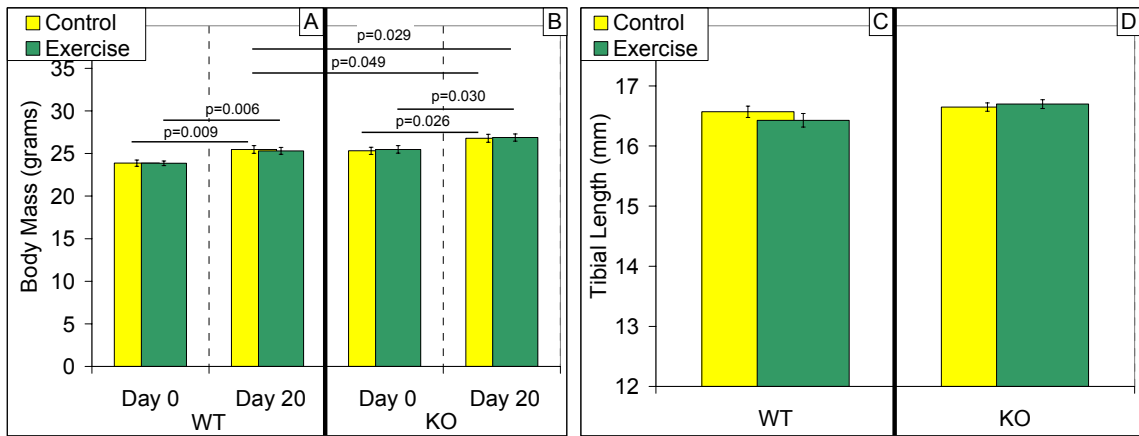 Control
Exercise
A
B
p=0.029
p=0.049
p=0.006
p=0.030
p=0.009
p=0.026
35
30
25
20
15
10
5
0
Body Mass (grams)
Day 0
Day 20
Day 0
Day 20
WT
KO
Control
Exercise
C
D
17
16
15
14
13
12
Tibial Length (mm)
WT
KO